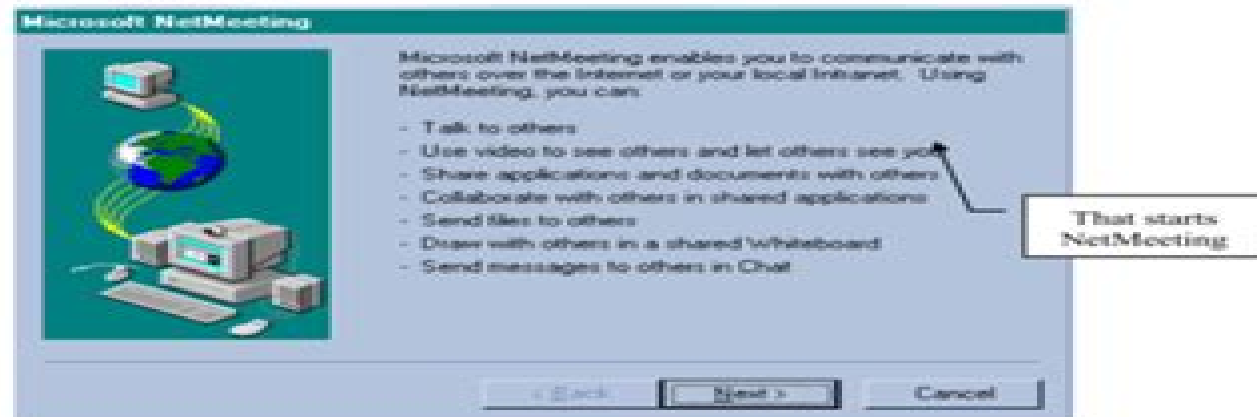 Microsoft NetMeeting
Microsoft NetMeeting enables you to communicate with
others over the Internet or your local Intranet. Using
NetMeeting, you can:
- Talk to others
- Use video to see others and let others see you
- Share applications and documents with others
- Collaborate with others in shared applications
- Send files to others
- Draw with others in a shared Whiteboard
- Send messages to others in Chat
That starts
NetMeeting
< Back Next > Cancel